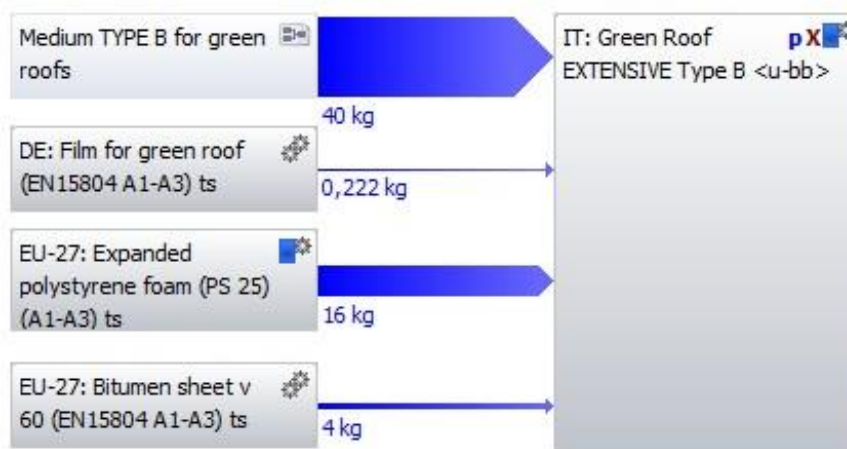 Medium TYPE B for green
roofs
40 kg
DE: Film for green roof
(EN15804 A1-A3) ts
0,222 kg
EU-27: Expanded
polystyrene foam (PS 25)
(A1-A3) ts
16 kg
EU-27: Bitumen sheet v
60 (EN15804 A1-A3) ts
4 kg
IT: Green Roof pX
EXTENSIVE Type B <u-bb>